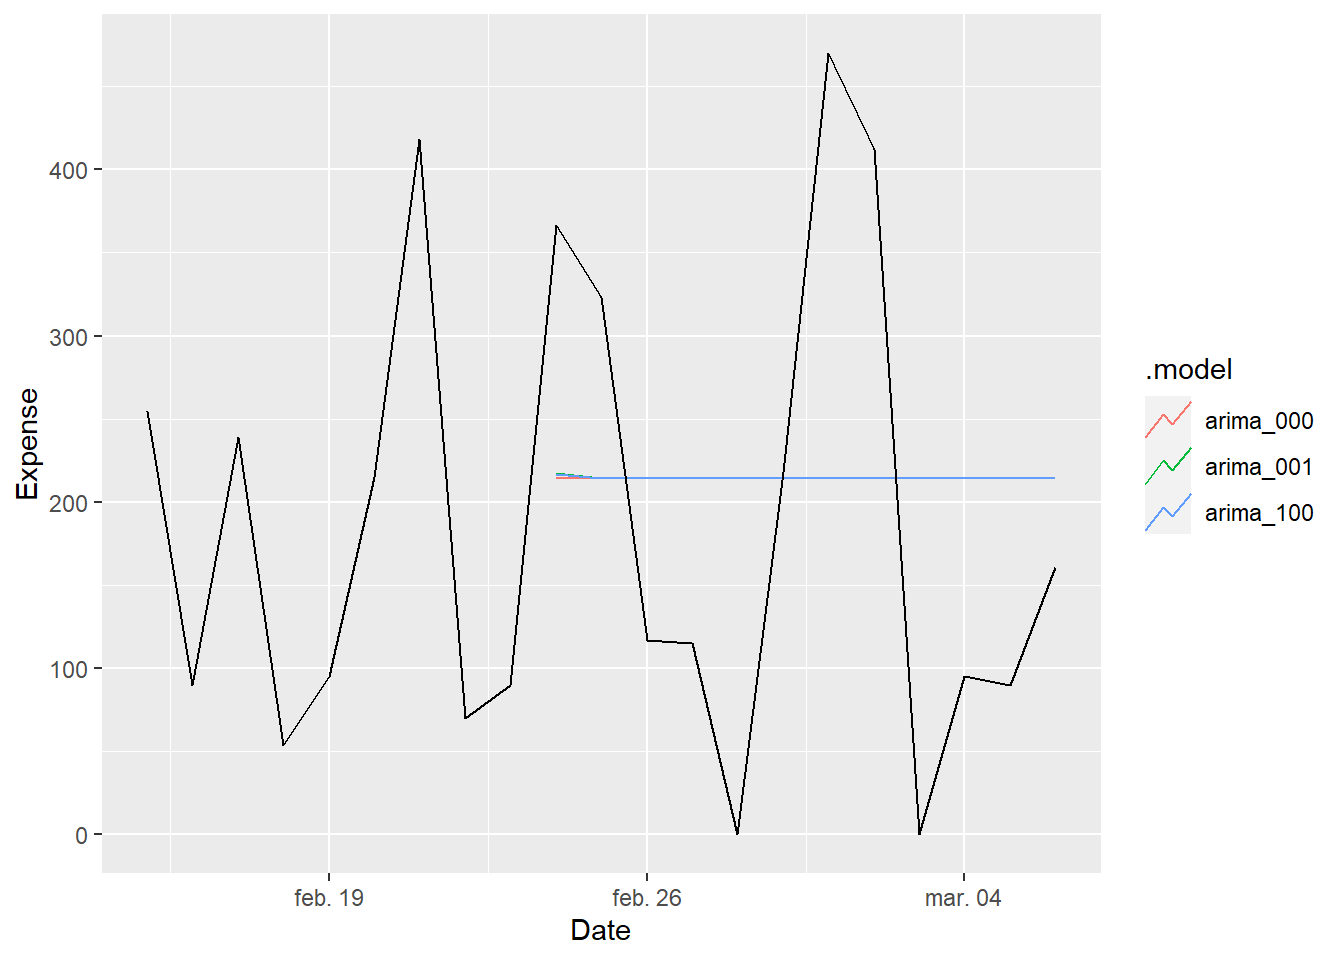 400
300
200
100
0
Expense
feb. 19
feb. 26
mar. 04
Date
.model
arima_000
arima_001
arima_100